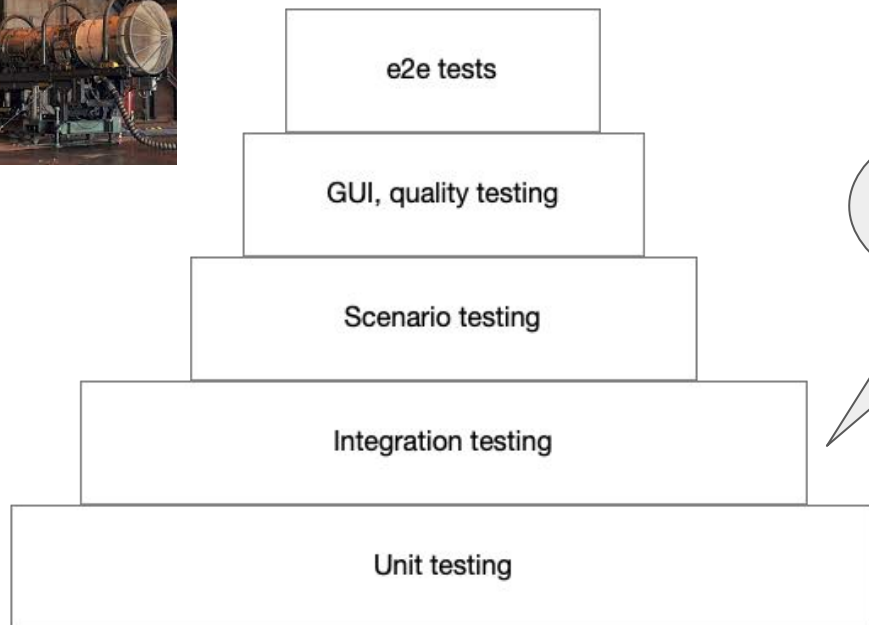 e2e tests
GUI, quality testing
Scenario testing
Integration testing
Unit testing